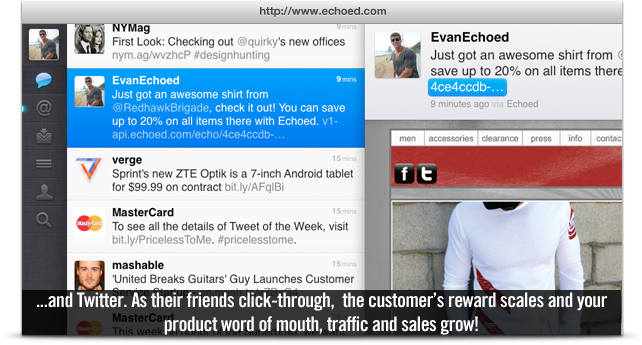 http://www.echoed.com
NYMag
9 mins
First Look: Checking out @quirky's new offices
nym.ag/wvzhcP #designhunting
EvanEchoed
9 mins
Just got an awesome shirt from
@RedhawkBrigade, check it out! You can save
up to 20% on all items there with Echoed. v1-
api.echoed.com/echo/4ce4ccdb-...
verge
15 mins
Sprint's new ZTE Optik is a 7-inch Android tablet
for $99.99 on contract bit.ly/AFqlBi
MasterCard
15 mins
To see all the details of Tweet of the Week, visit
bit.ly/PricelessToMe. #pricelesstome.
mashable
15 mins
'United Breaks Guitars' Guy Launches Customer
MasterCard
EvanEchoed
Just got an awesome shirt from
save up to 20% on all items there
4ce4ccdb-...
9 minutes ago via Echoed
men accessories clearance press info contac
f t
...and Twitter. As their friends click-through, the customer's reward scales and your
product word of mouth, traffic and sales grow!